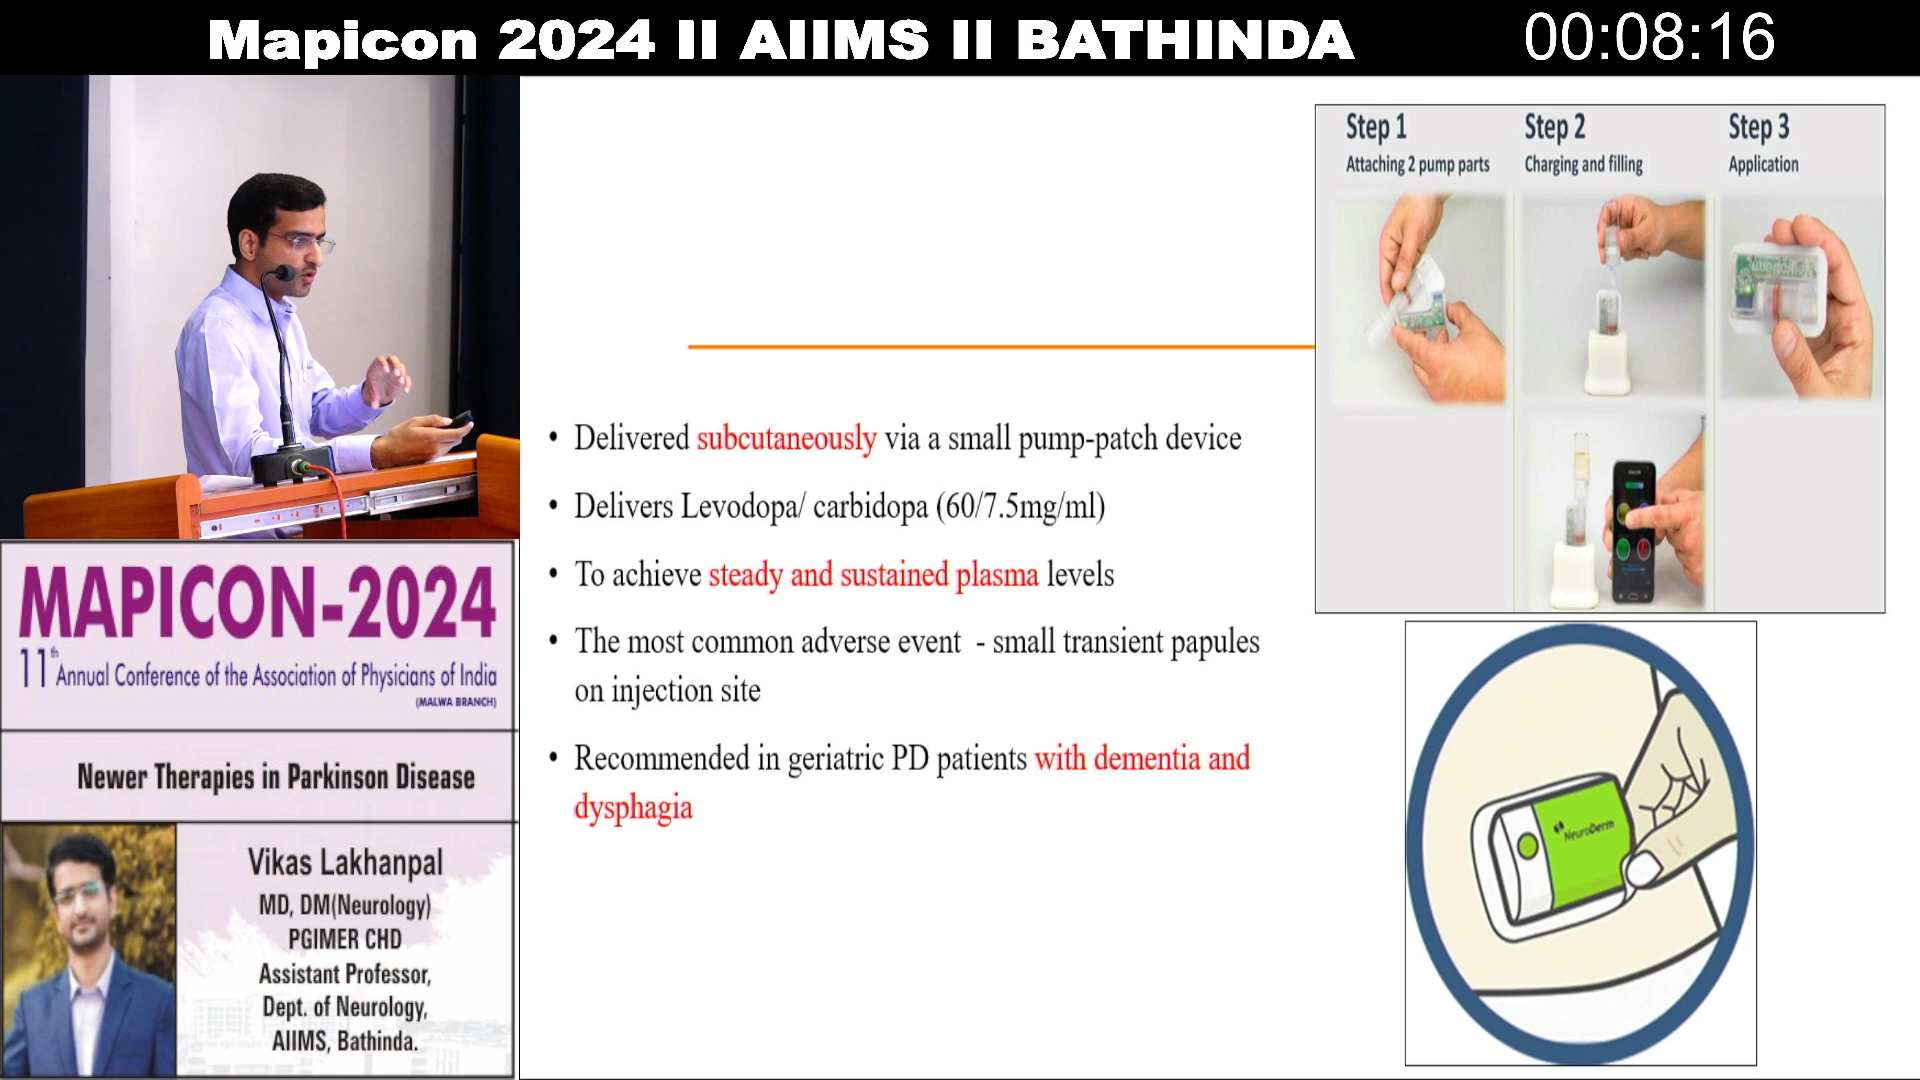 Mapicon 2024 II AIIMS II BATHINDA
00:08:16
MAPICON-2024
11th Annual Conference of the Association of Physicians of India
(MALWA BRANCH)
Newer Therapies in Parkinson Disease
Vikas Lakhanpal
MD, DM(Neurology)
PGIMER CHD
Assistant Professor,
Dept. of Neurology,
AIIMS, Bathinda.
• Delivered subcutaneously via a small pump-patch device
• Delivers Levodopa/ carbidopa (60/7.5mg/ml)
• To achieve steady and sustained plasma levels
• The most common adverse event - small transient papules
on injection site
• Recommended in geriatric PD patients with dementia and
dysphagia
Step 1
Attaching 2 pump parts
Step 2
Charging and filling
Step 3
Application
NeuroDerm